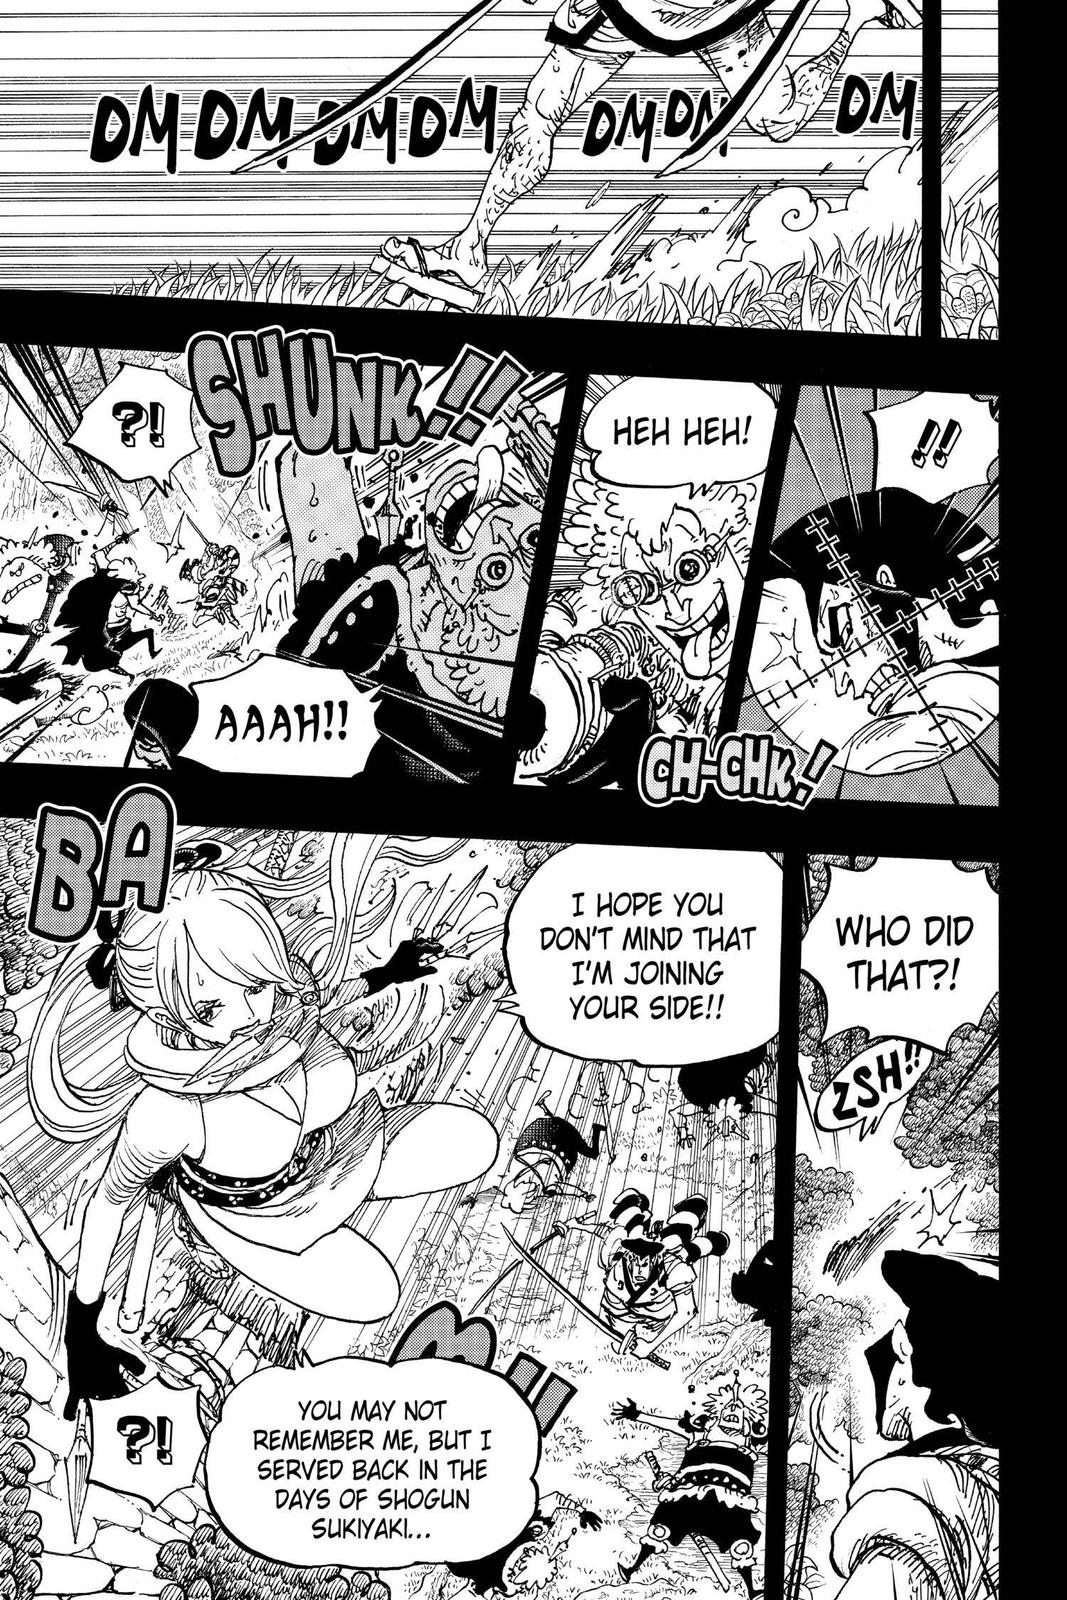 DM DM DM DM DM DM DM
!!
HEH HEH!
CH-CHK!
SHUNK!!
?!
AAAH!!
WHO DID
THAT?!
ZSH!!
I HOPE YOU
DON'T MIND THAT
I'M JOINING
YOUR SIDE!!
BA
YOU MAY NOT
REMEMBER ME, BUT I
SERVED BACK IN THE
DAYS OF SHOGUN
SUKIYAKI...
?!